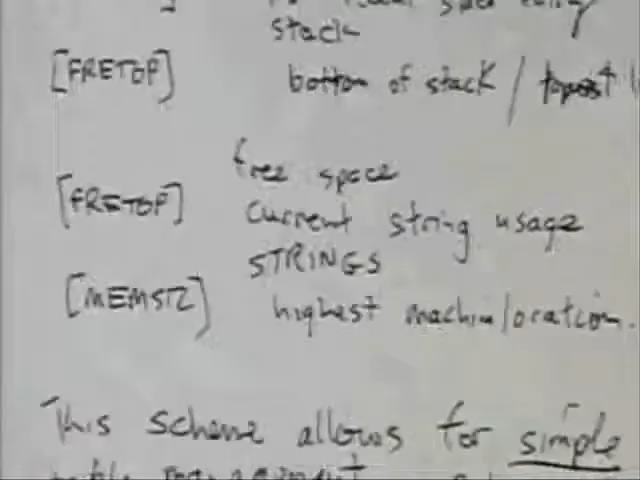 stack
[FRETOP] bottom of stack /
free space
[FRETOP] current string usage
STRINGS
[MEMSIZ] highest machine location.
This scheme allows for simple